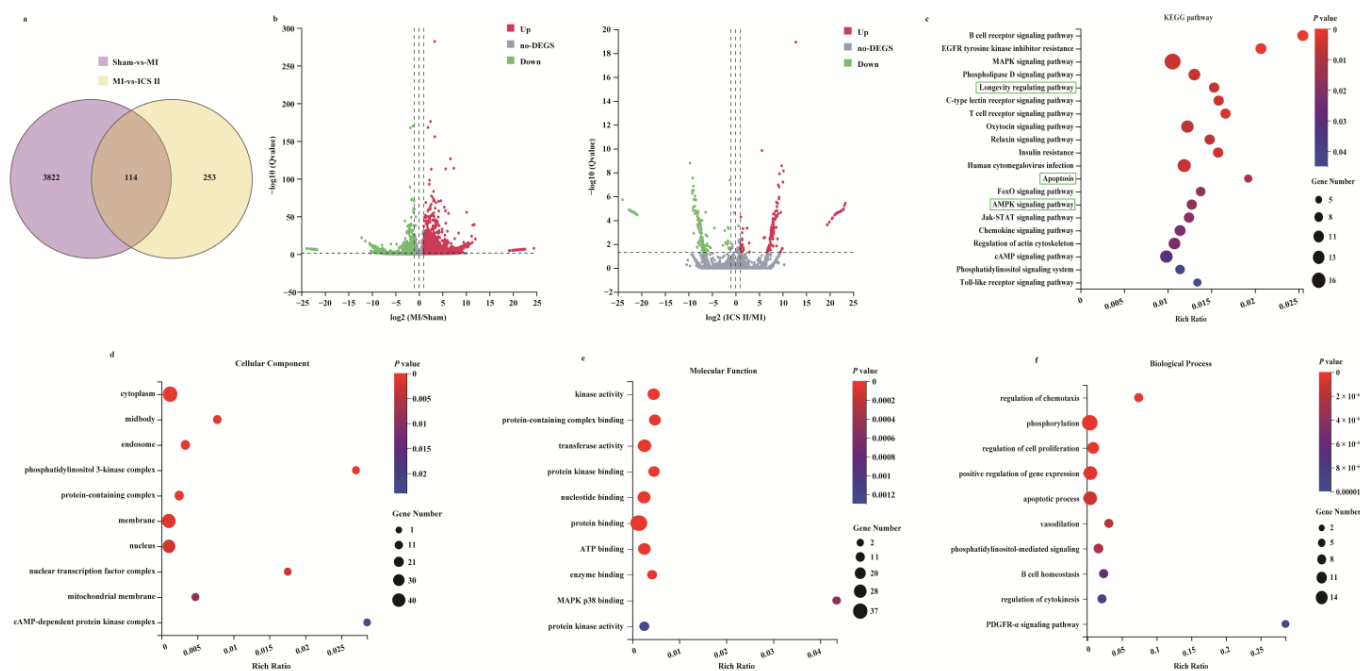 a
Sham-vs-MI
MI-vs-ICS II
3822
114
253
b
Up
no-DEGS
Down
300
250
200
150
100
50
0
−50
−log10 (Qvalue)
−25
−20
−15
−10
−5
0
5
10
15
20
25
log2 (MI/Sham)
Up
no-DEGS
Down
20
18
16
14
12
10
8
6
4
2
0
−2
−log10 (Qvalue)
−25
−20
−15
−10
−5
0
5
10
15
20
25
log2 (ICS II/MI)
c
KEGG pathway
B cell receptor signaling pathway
EGFR tyrosine kinase inhibitor resistance
MAPK signaling pathway
Phospholipase D signaling pathway
Longevity regulating pathway
C-type lectin receptor signaling pathway
T cell receptor signaling pathway
Oxytocin signaling pathway
Relaxin signaling pathway
Insulin resistance
Human cytomegalovirus infection
Apoptosis
FoxO signaling pathway
AMPK signaling pathway
Jak-STAT signaling pathway
Chemokine signaling pathway
Regulation of actin cytoskeleton
cAMP signaling pathway
Phosphatidylinositol signaling system
Toll-like receptor signaling pathway
0
0.005
0.01
0.015
0.02
0.025
Rich Ratio
P value
0
0.01
0.02
0.03
0.04
Gene Number
5
8
11
13
16
d
Cellular Component
cytoplasm
midbody
endosome
phosphatidylinositol 3-kinase complex
protein-containing complex
membrane
nucleus
nuclear transcription factor complex
mitochondrial membrane
cAMP-dependent protein kinase complex
0
0.005
0.01
0.015
0.02
0.025
Rich Ratio
P value
0
0.005
0.01
0.015
0.02
Gene Number
1
11
21
30
40
e
Molecular Function
kinase activity
protein-containing complex binding
transferase activity
protein kinase binding
nucleotide binding
protein binding
ATP binding
enzyme binding
MAPK p38 binding
protein kinase activity
0
0.01
0.02
0.03
0.04
Rich Ratio
P value
0
0.0002
0.0004
0.0006
0.0008
0.001
0.0012
Gene Number
2
11
20
28
37
f
Biological Process
regulation of chemotaxis
phosphorylation
regulation of cell proliferation
positive regulation of gene expression
apoptotic process
vasodilation
phosphatidylinositol-mediated signaling
B cell homeostasis
regulation of cytokinesis
PDGFR-α signaling pathway
0
0.05
0.1
0.15
0.2
0.25
Rich Ratio
P value
0
0.00001
Gene Number
2
5
8
11
14